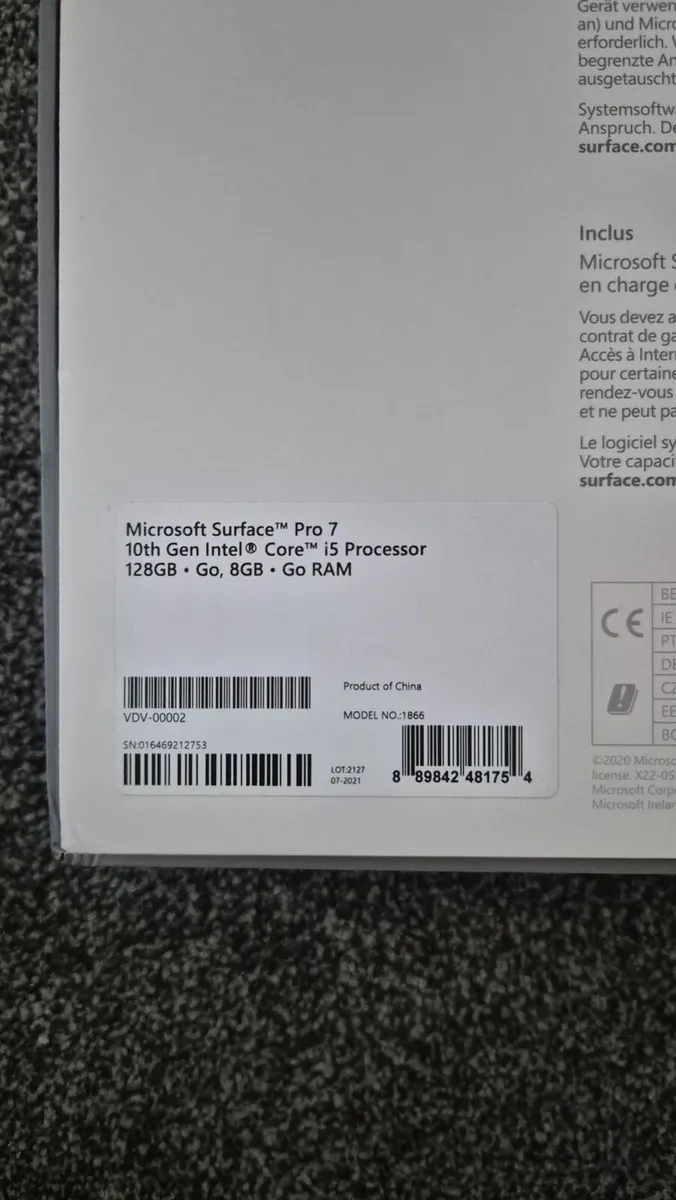 Gerät verwen
an) und Micro
erforderlich. V
begrenzte An
ausgetauscht
Systemsoftwa
Anspruch. De
surface.com
Inclus
Microsoft S
en charge
Vous devez a
contrat de ga
Accès à Inter
pour certaine
rendez-vous
et ne peut pa
Le logiciel sy
Votre capaci
surface.com
Microsoft Surface™ Pro 7
10th Gen Intel® Core™ i5 Processor
128GB • Go, 8GB • Go RAM
VDV-00002
Product of China
MODEL NO.:1866
SN:016469212753
LOT:2127
07-2021
8 89842 48175 4
CE
BE
IE
PT
DE
CZ
EE
BG
©2020 Microso
license. X22-05
Microsoft Corp
Microsoft Irelan